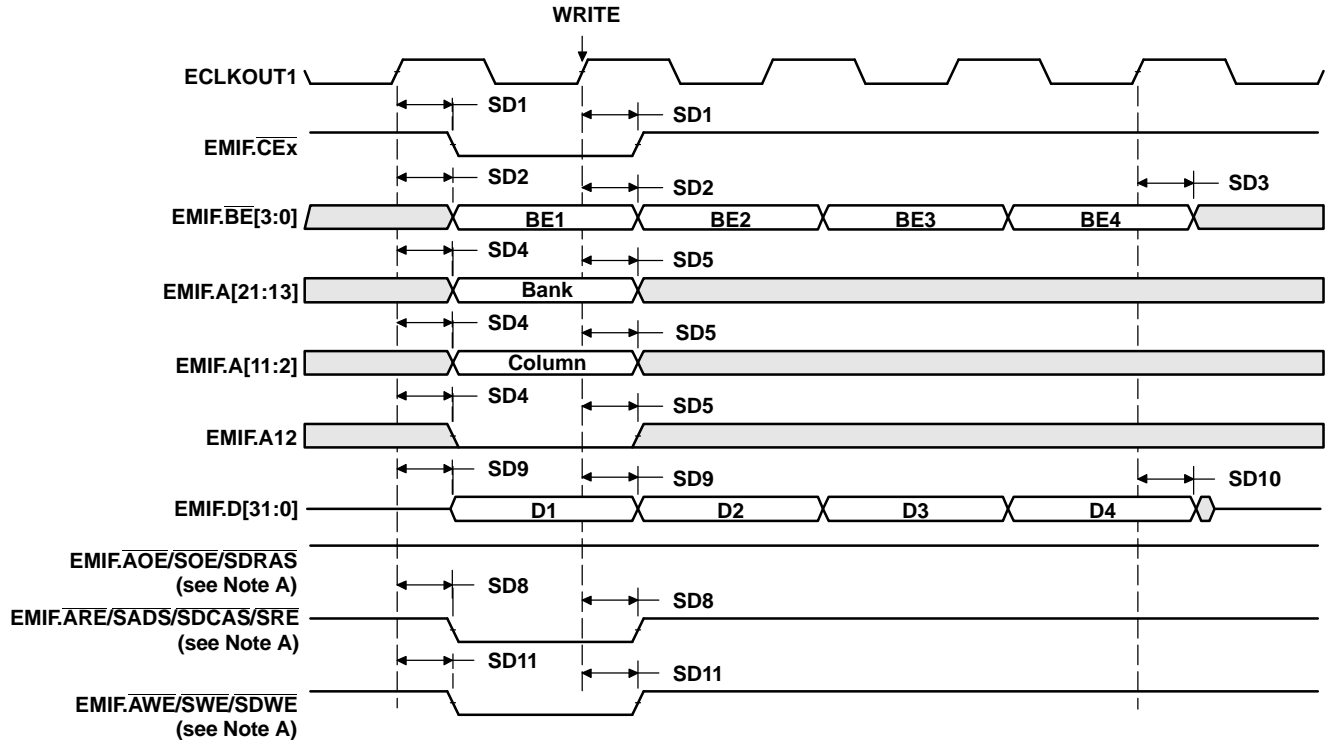 WRITE
ECLKOUT1
SD1 SD1
EMIF.CEx
SD2 SD2 SD3
EMIF.BE[3:0] BE1 BE2 BE3 BE4
SD4 SD5
EMIF.A[21:13] Bank
SD4 SD5
EMIF.A[11:2] Column
SD4 SD5
EMIF.A12
SD9 SD9 SD10
EMIF.D[31:0] D1 D2 D3 D4
EMIF.AOE/SOE/SDRAS
(see Note A)
SD8 SD8
EMIF.ARE/SADS/SDCAS/SRE
(see Note A)
SD11 SD11
EMIF.AWE/SWE/SDWE
(see Note A)